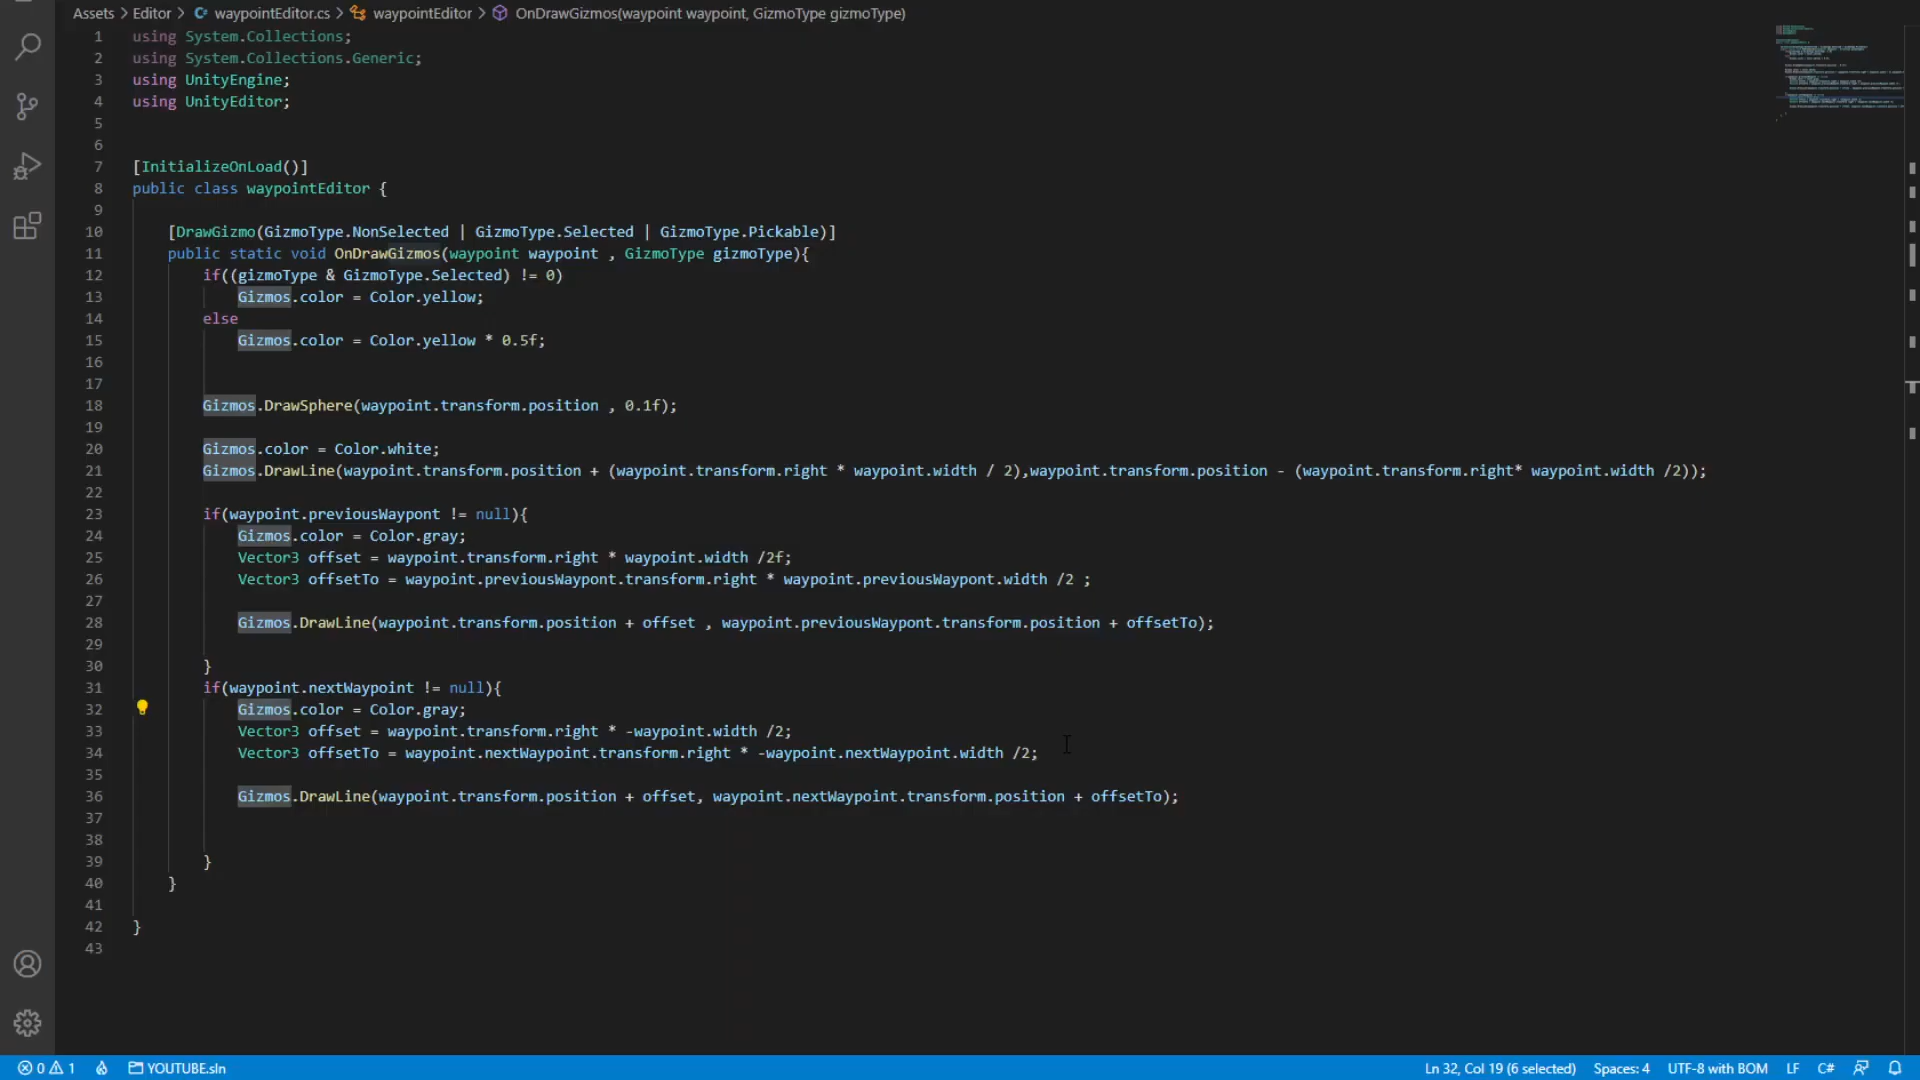 Assets > Editor > waypointEditor.cs > waypointEditor > OnDrawGizmos(waypoint waypoint, GizmoType gizmoType)
1 using System.Collections;
2 using System.Collections.Generic;
3 using UnityEngine;
4 using UnityEditor;
5
6
7 [InitializeOnLoad()]
8 public class waypointEditor {
9
10 [DrawGizmo(GizmoType.NonSelected | GizmoType.Selected | GizmoType.Pickable)]
11 public static void OnDrawGizmos(waypoint waypoint , GizmoType gizmoType){
12 if((gizmoType & GizmoType.Selected) != 0)
13 Gizmos.color = Color.yellow;
14 else
15 Gizmos.color = Color.yellow * 0.5f;
16
17
18 Gizmos.DrawSphere(waypoint.transform.position , 0.1f);
19
20 Gizmos.color = Color.white;
21 Gizmos.DrawLine(waypoint.transform.position + (waypoint.transform.right * waypoint.width / 2),waypoint.transform.position - (waypoint.transform.right* waypoint.width /2));
22
23 if(waypoint.previousWaypont != null){
24 Gizmos.color = Color.gray;
25 Vector3 offset = waypoint.transform.right * waypoint.width /2f;
26 Vector3 offsetTo = waypoint.previousWaypont.transform.right * waypoint.previousWaypont.width /2 ;
27
28 Gizmos.DrawLine(waypoint.transform.position + offset , waypoint.previousWaypont.transform.position + offsetTo);
29
30 }
31 if(waypoint.nextWaypoint != null){
32 Gizmos.color = Color.gray;
33 Vector3 offset = waypoint.transform.right * -waypoint.width /2;
34 Vector3 offsetTo = waypoint.nextWaypoint.transform.right * -waypoint.nextWaypoint.width /2;
35
36 Gizmos.DrawLine(waypoint.transform.position + offset, waypoint.nextWaypoint.transform.position + offsetTo);
37
38
39 }
40 }
41
42 }
43
0 1 YOUTUBE.sln Ln 32, Col 19 (6 selected) Spaces: 4 UTF-8 with BOM LF C#